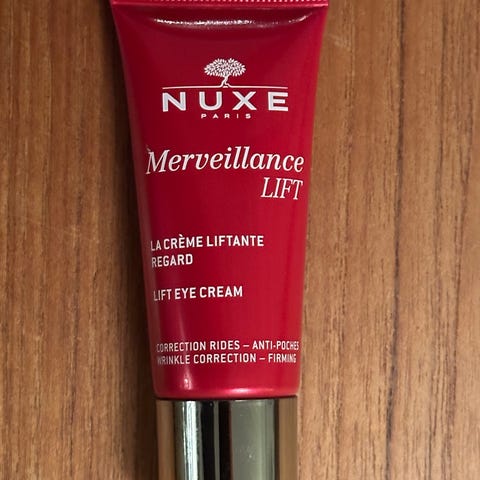 NUXE
PARIS
Merveillance
LIFT
LA CRÈME LIFTANTE
REGARD
LIFT EYE CREAM
CORRECTION RIDES – ANTI-POCHES
WRINKLE CORRECTION – FIRMING